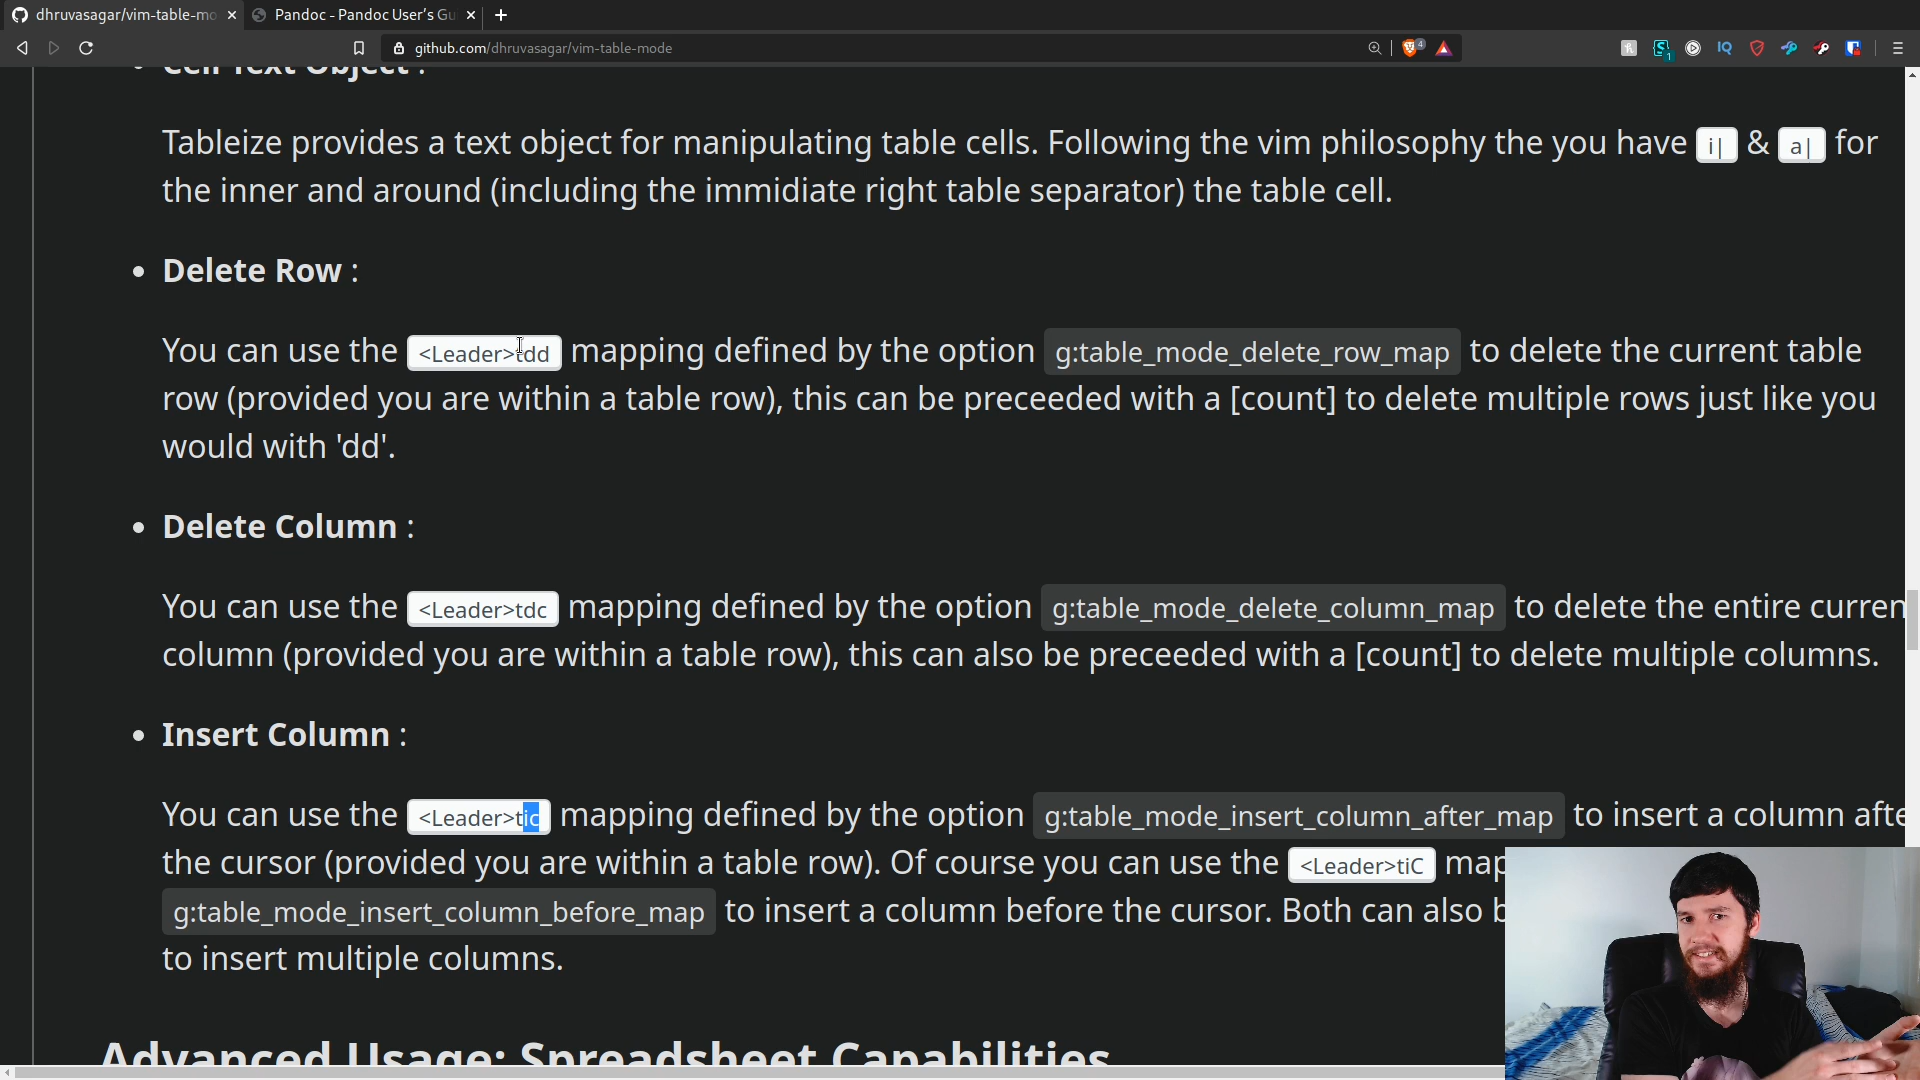 dhruvasagar/vim-table-mo
Pandoc - Pandoc User's Gu
github.com/dhruvasagar/vim-table-mode
4
1
IQ
Cell Text Object :
Tableize provides a text object for manipulating table cells. Following the vim philosophy the you have i| & a| for
the inner and around (including the immidiate right table separator) the table cell.
• Delete Row :
You can use the <Leader>tdd mapping defined by the option g:table_mode_delete_row_map to delete the current table
row (provided you are within a table row), this can be preceeded with a [count] to delete multiple rows just like you
would with 'dd'.
• Delete Column :
You can use the <Leader>tdc mapping defined by the option g:table_mode_delete_column_map to delete the entire curren
column (provided you are within a table row), this can also be preceeded with a [count] to delete multiple columns.
• Insert Column :
You can use the <Leader>tic mapping defined by the option g:table_mode_insert_column_after_map to insert a column afte
the cursor (provided you are within a table row). Of course you can use the <Leader>tiC map
g:table_mode_insert_column_before_map to insert a column before the cursor. Both can also b
to insert multiple columns.
Advanced Usage: Spreadsheet Capabilities